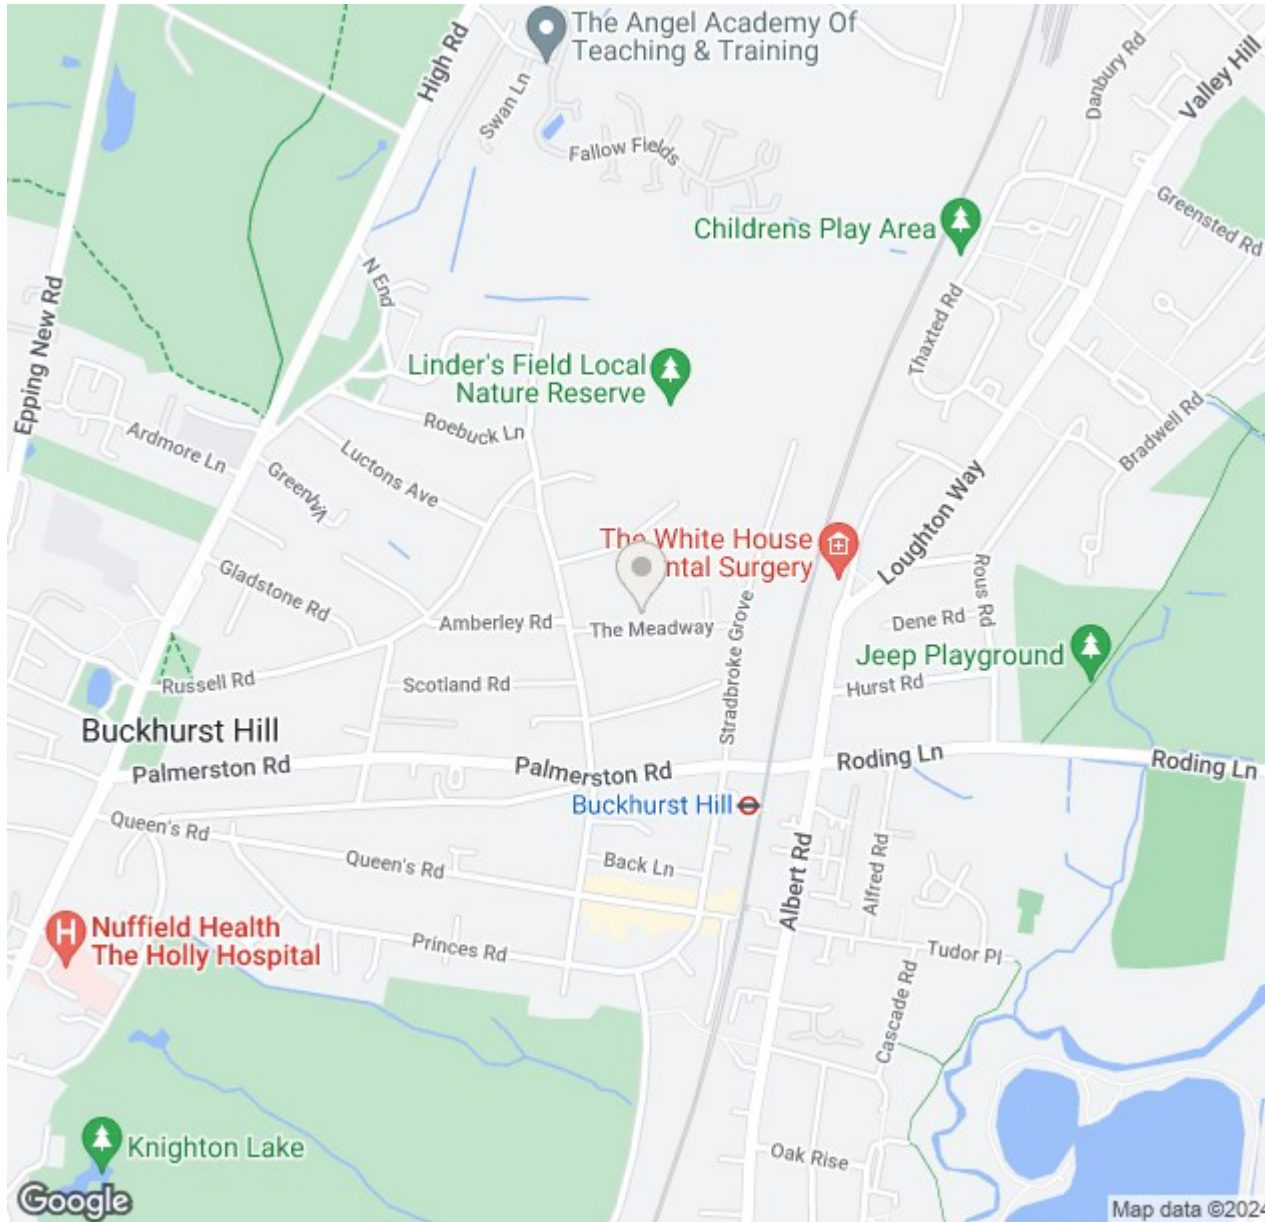 The Angel Academy Of
Teaching & Training
High Rd
Swan Ln
Fallow Fields
Danbury Rd
Valley Hill
Greensted Rd
Childrens Play Area
N End
Epping New Rd
Thaxted Rd
Linder's Field Local
Nature Reserve
Roebuck Ln
Ardmore Ln
Luctons Ave
Bradwell Rd
Loughton Way
The White House
ntal Surgery
Gladstone Rd
Rous Rd
Amberley Rd
The Meadway
Stradbroke Grove
Dene Rd
Jeep Playground
Russell Rd
Scotland Rd
Hurst Rd
Buckhurst Hill
Palmerston Rd
Palmerston Rd
Roding Ln
Roding Ln
Buckhurst Hill
Queen's Rd
Queen's Rd
Back Ln
Albert Rd
Alfred Rd
Nuffield Health
The Holly Hospital
Princes Rd
Tudor Pl
Cascade Rd
Knighton Lake
Oak Rise
Google
Map data ©2024